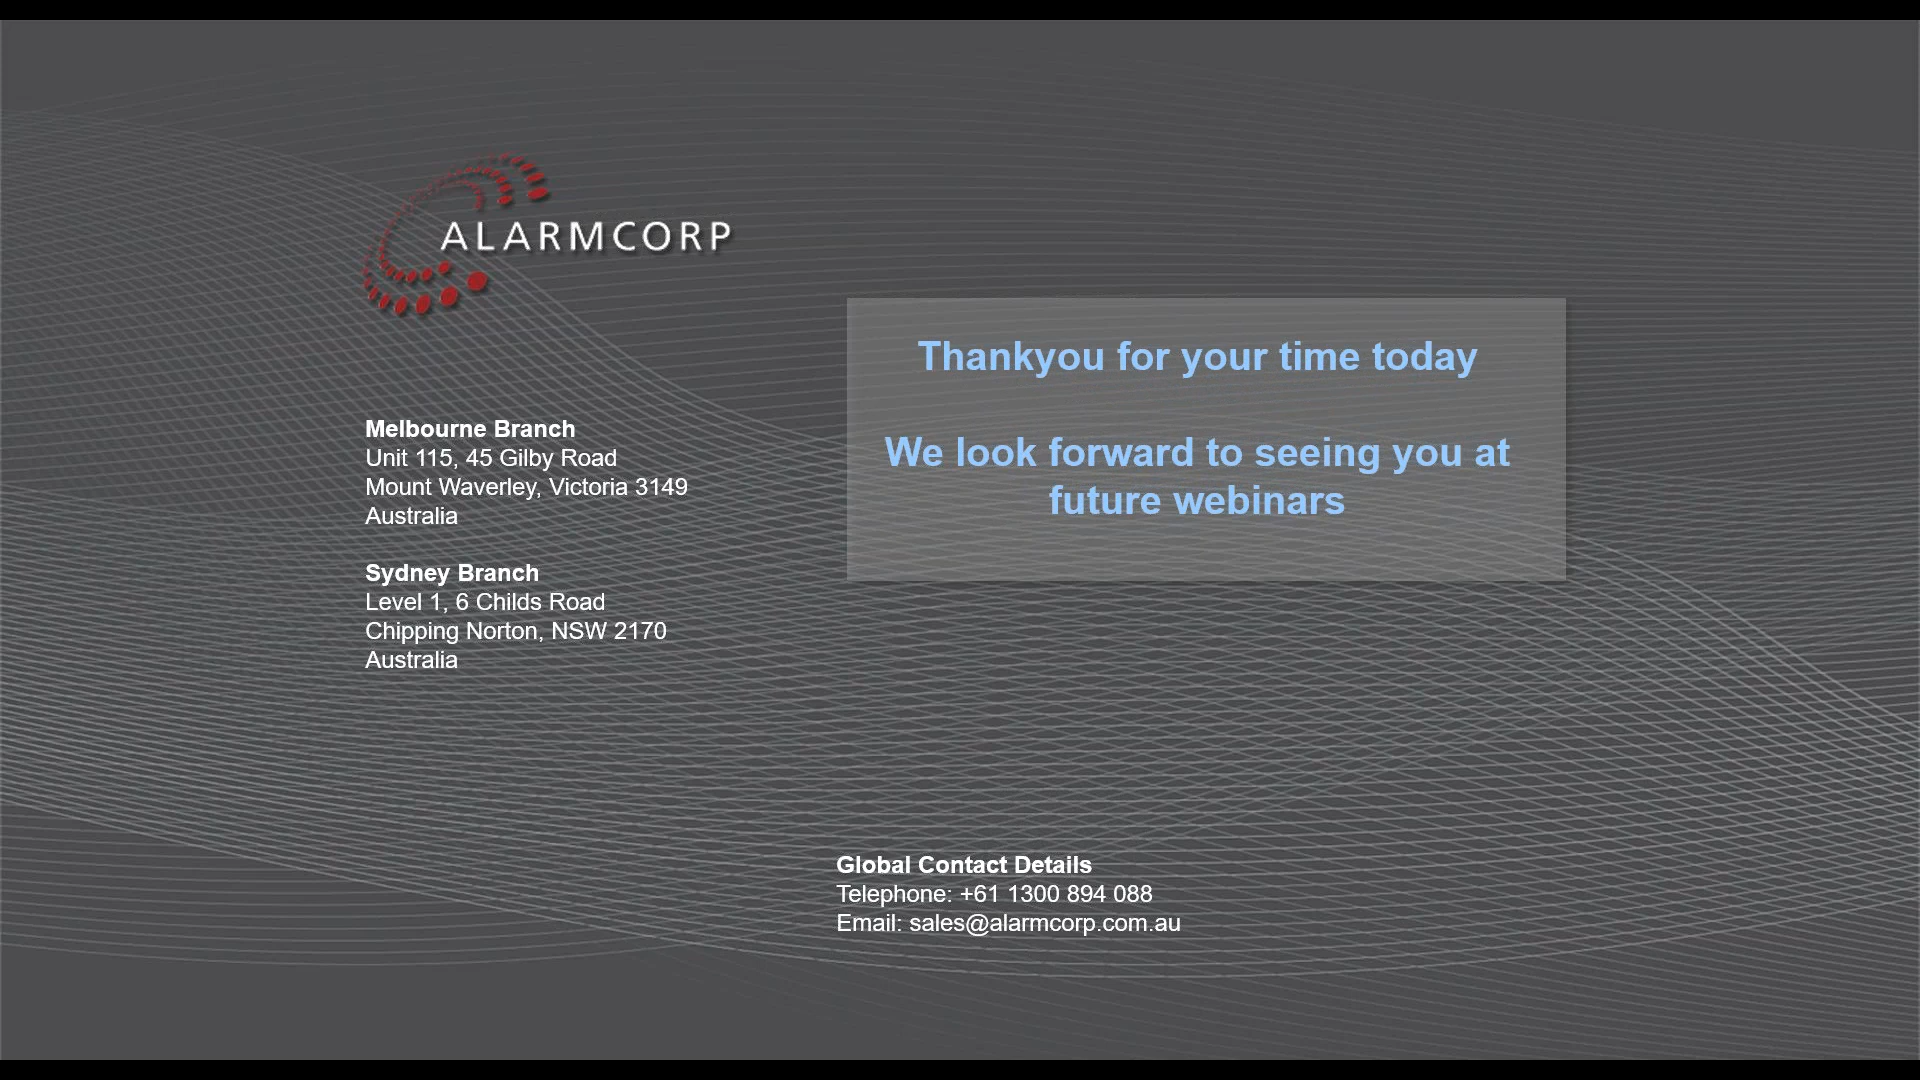 ALARMCORP
Thankyou for your time today
We look forward to seeing you at
future webinars
Melbourne Branch
Unit 115, 45 Gilby Road
Mount Waverley, Victoria 3149
Australia
Sydney Branch
Level 1, 6 Childs Road
Chipping Norton, NSW 2170
Australia
Global Contact Details
Telephone: +61 1300 894 088
Email: sales@alarmcorp.com.au